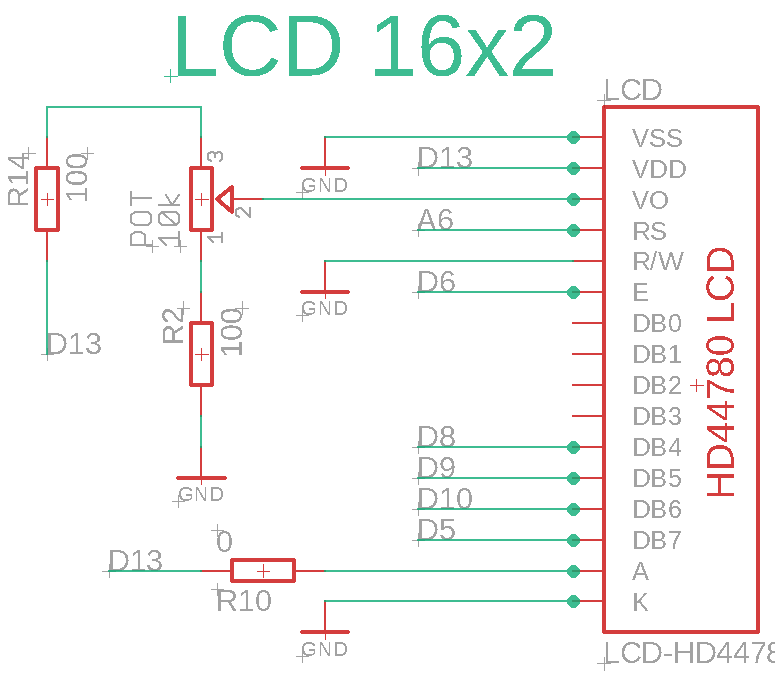 LCD 16x2
LCD
R14
100
D13
POT
10k
3
2
1
R2
100
GND
GND
D13
A6
GND
D6
D8
D9
D10
D5
D13
0
R10
GND
VSS
VDD
VO
RS
R/W
E
DB0
DB1
DB2
DB3
DB4
DB5
DB6
DB7
A
K
HD44780 LCD
LCD-HD4478